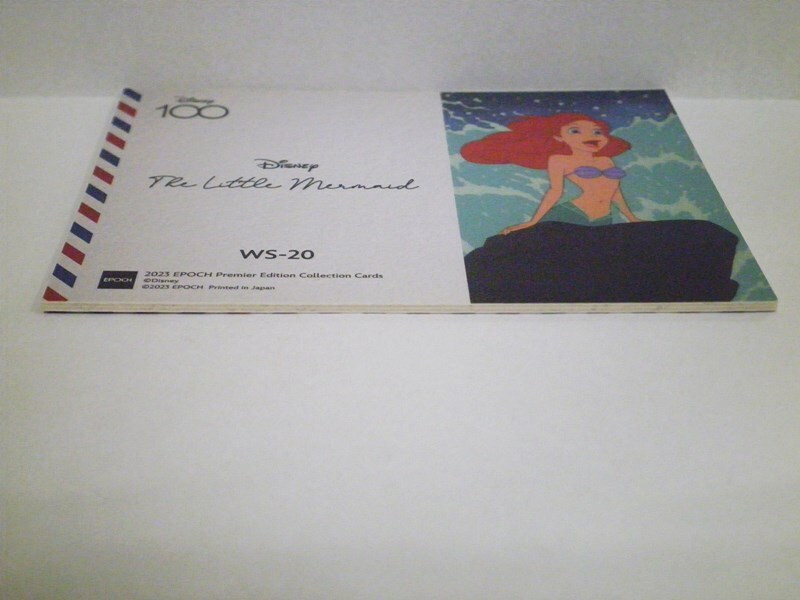 Disney
100
Disney
The Little Mermaid
WS-20
EPOCH
2023 EPOCH Premier Edition Collection Cards
©Disney
©2023 EPOCH Printed in Japan